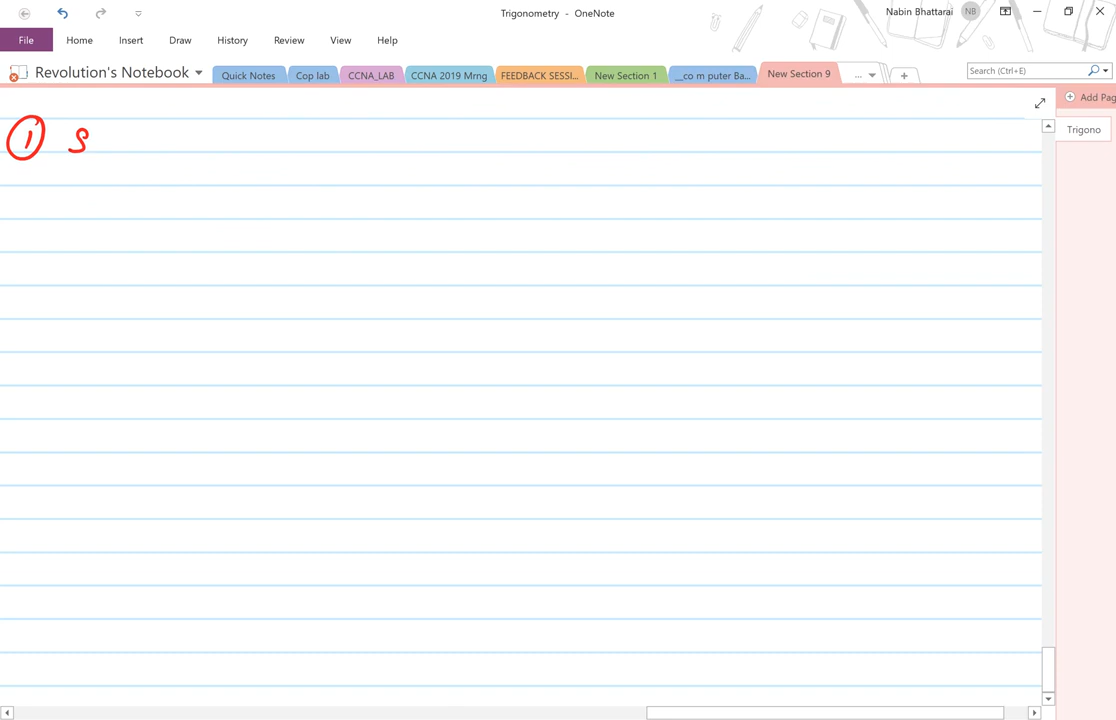 Trigonometry - OneNote
Nabin Bhattarai NB
File Home Insert Draw History Review View Help
Revolution's Notebook Quick Notes Cop lab CCNA_LAB CCNA 2019 Mrng FEEDBACK SESSI... New Section 1 __co m puter Ba... New Section 9 ... + Search (Ctrl+E)
Add Pag
Trigono
① S